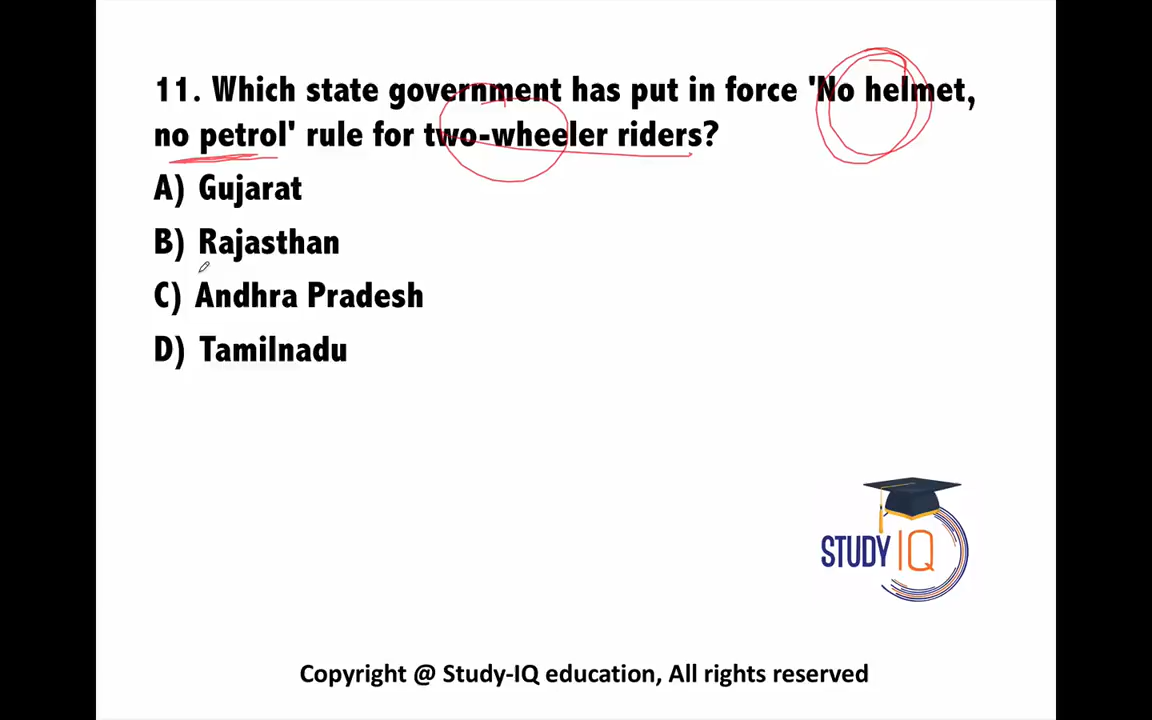 11. Which state government has put in force 'No helmet,
no petrol' rule for two-wheeler riders?
A) Gujarat
B) Rajasthan
C) Andhra Pradesh
D) Tamilnadu
STUDY IQ
Copyright @ Study-IQ education, All rights reserved